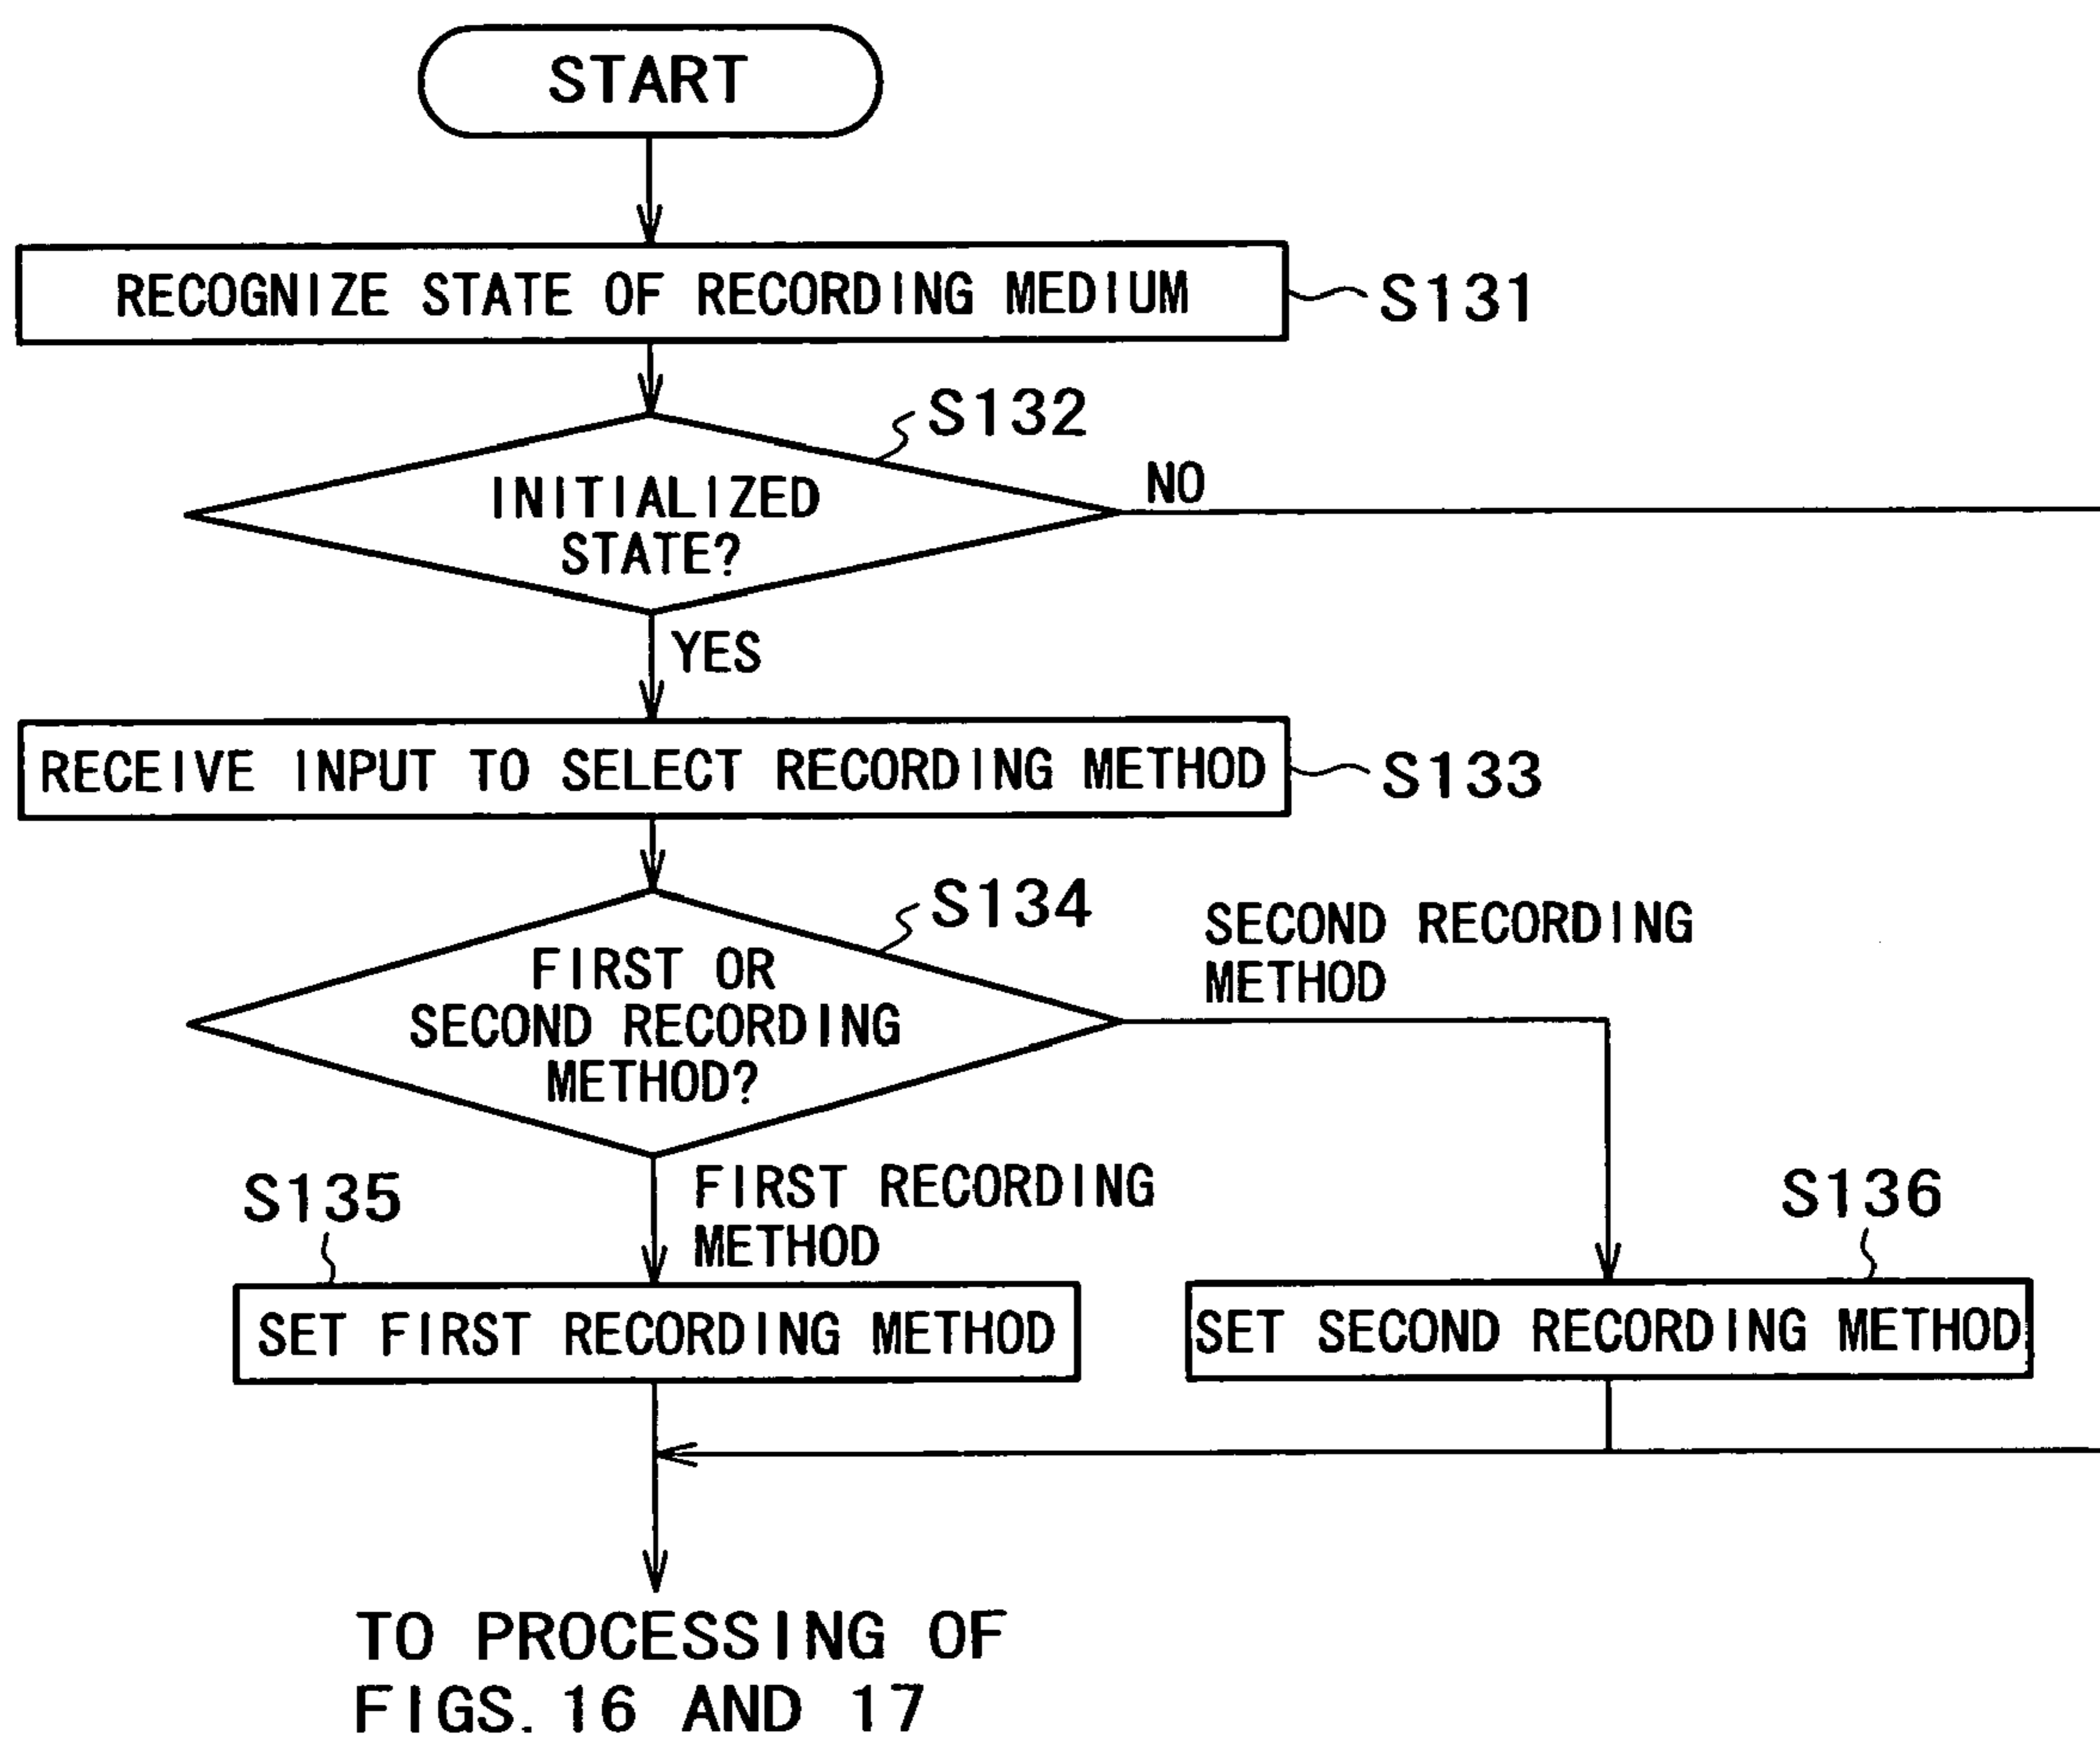 START
RECOGNIZE STATE OF RECORDING MEDIUM
S131
S132
INITIALIZED
STATE?
NO
YES
RECEIVE INPUT TO SELECT RECORDING METHOD
S133
S134
FIRST OR
SECOND RECORDING
METHOD?
SECOND RECORDING
METHOD
FIRST RECORDING
METHOD
S135
S136
SET FIRST RECORDING METHOD
SET SECOND RECORDING METHOD
TO PROCESSING OF
FIGS. 16 AND 17